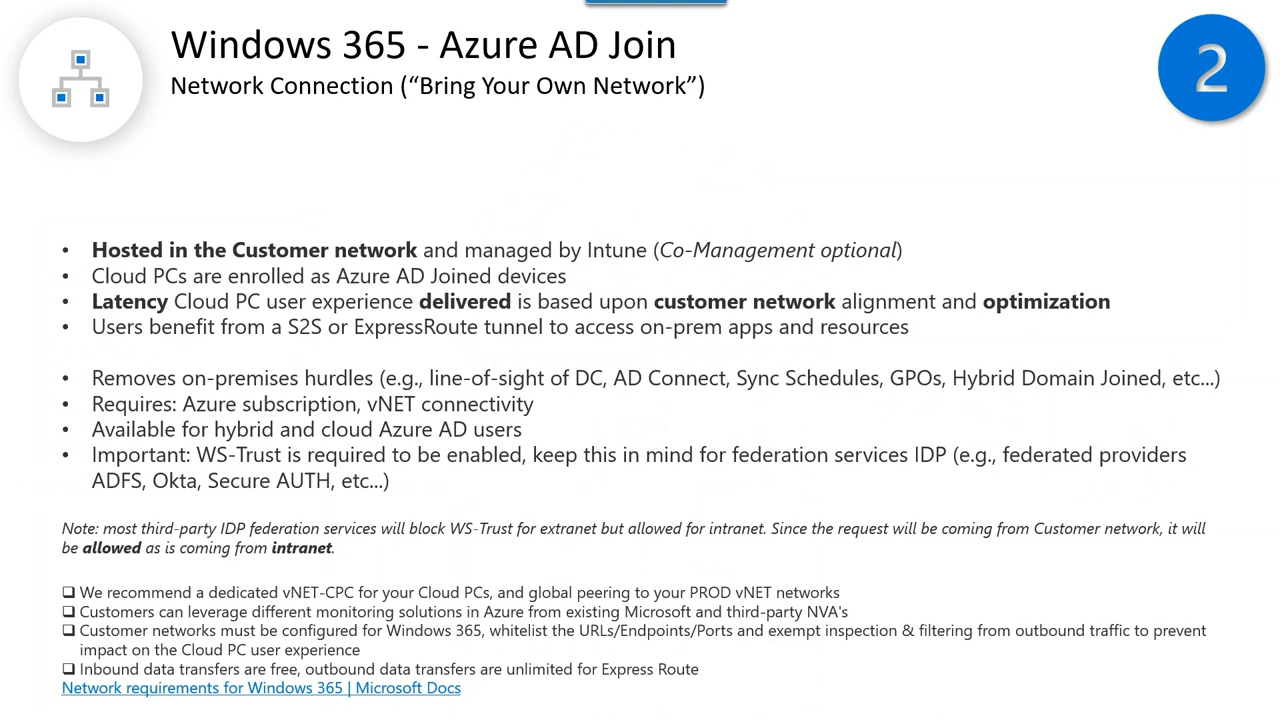 Windows 365 - Azure AD Join
Network Connection (“Bring Your Own Network”)
2
• Hosted in the Customer network and managed by Intune (Co-Management optional)
• Cloud PCs are enrolled as Azure AD Joined devices
• Latency Cloud PC user experience delivered is based upon customer network alignment and optimization
• Users benefit from a S2S or ExpressRoute tunnel to access on-prem apps and resources
• Removes on-premises hurdles (e.g., line-of-sight of DC, AD Connect, Sync Schedules, GPOs, Hybrid Domain Joined, etc...)
• Requires: Azure subscription, vNET connectivity
• Available for hybrid and cloud Azure AD users
• Important: WS-Trust is required to be enabled, keep this in mind for federation services IDP (e.g., federated providers
ADFS, Okta, Secure AUTH, etc...)
Note: most third-party IDP federation services will block WS-Trust for extranet but allowed for intranet. Since the request will be coming from Customer network, it will
be allowed as is coming from intranet.
❑ We recommend a dedicated vNET-CPC for your Cloud PCs, and global peering to your PROD vNET networks
❑ Customers can leverage different monitoring solutions in Azure from existing Microsoft and third-party NVA's
❑ Customer networks must be configured for Windows 365, whitelist the URLs/Endpoints/Ports and exempt inspection & filtering from outbound traffic to prevent
impact on the Cloud PC user experience
❑ Inbound data transfers are free, outbound data transfers are unlimited for Express Route
Network requirements for Windows 365 | Microsoft Docs